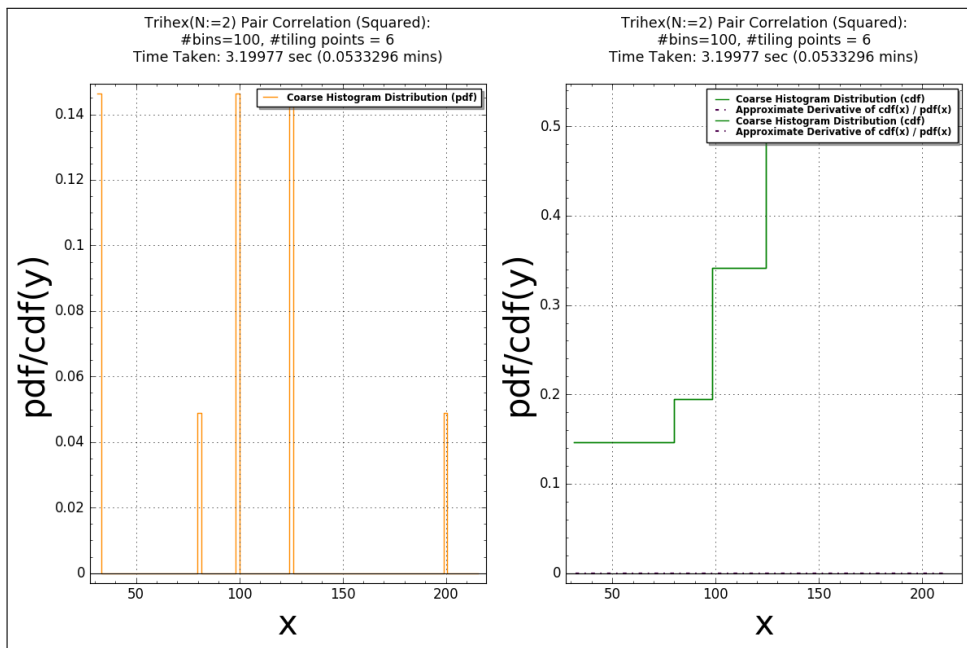 Trihex(N:=2) Pair Correlation (Squared):
#bins=100, #tiling points = 6
Time Taken: 3.19977 sec (0.0533296 mins)
Coarse Histogram Distribution (pdf)
pdf/cdf(y)
0.14
0.12
0.1
0.08
0.06
0.04
0.02
0
50
100
150
200
x
Trihex(N:=2) Pair Correlation (Squared):
#bins=100, #tiling points = 6
Time Taken: 3.19977 sec (0.0533296 mins)
Coarse Histogram Distribution (cdf)
Approximate Derivative of cdf(x) / pdf(x)
Coarse Histogram Distribution (cdf)
Approximate Derivative of cdf(x) / pdf(x)
pdf/cdf(y)
0.5
0.4
0.3
0.2
0.1
0
50
100
150
200
x